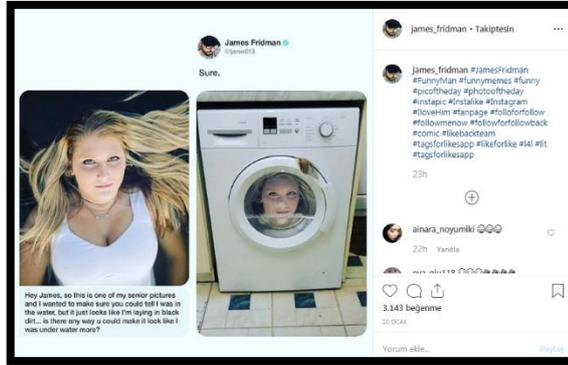 James Fridman
@fjamie013
Sure.
Hey James, so this is one of my senior pictures
and I wanted to make sure you could tell I was
in the water, but it just looks like I'm laying in black
dirt... is there any way u could make it look like I
was under water more?
james_fridman • Takiptesin
james_fridman #JamesFridman
#FunnyMan #funnymemes #funny
#picoftheday #photooftheday
#instapic #Instalike #Instagram
#IloveHim #fanpage #folloforfollow
#followmenow #followforfollowback
#comic #likebackteam
#tagsforlikesapp #likeforlike #l4l #lit
#tagsforlikesapp
23h
ainara_noyumiki
22h Yanıtla
3.143 beğenme
20 OCAK
Yorum ekle...
Paylaş